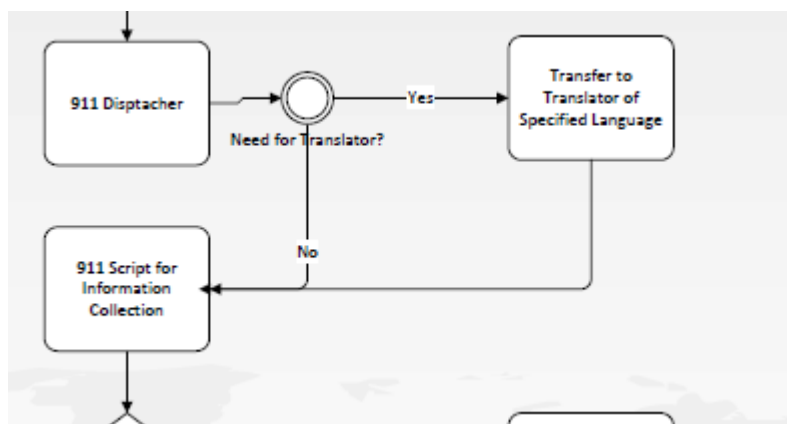 911 Disptacher
Need for Translator?
Yes
Transfer to
Translator of
Specified Language
No
911 Script for
Information
Collection